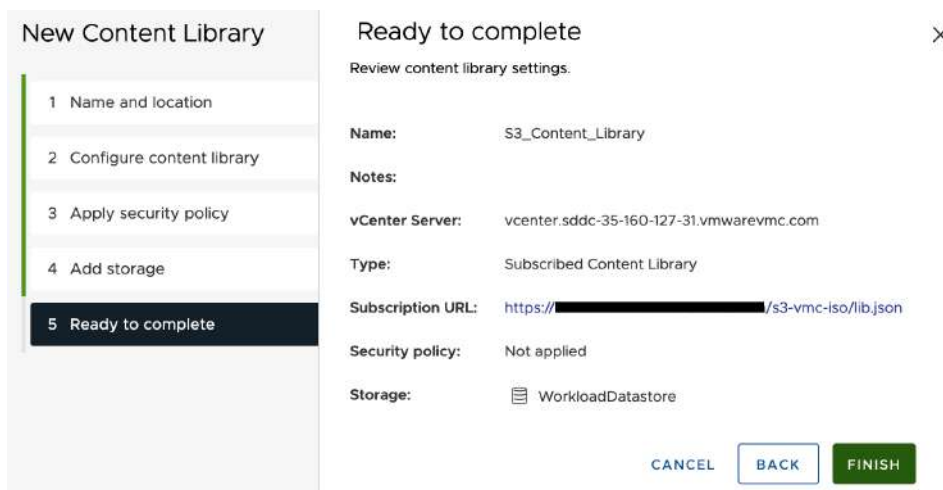 New Content Library
1 Name and location
2 Configure content library
3 Apply security policy
4 Add storage
5 Ready to complete
Ready to complete
Review content library settings.
Name: S3_Content_Library
Notes:
vCenter Server: vcenter.sddc-35-160-127-31.vmwarevmc.com
Type: Subscribed Content Library
Subscription URL: https:// /s3-vmc-iso/lib.json
Security policy: Not applied
Storage: WorkloadDatastore
CANCEL BACK FINISH